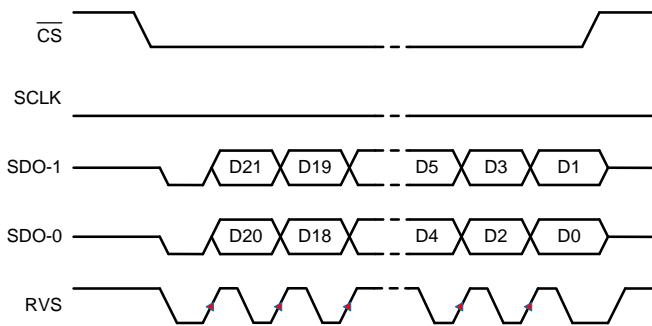 CS
SCLK
SDO-1 D21 D19 D5 D3 D1
SDO-0 D20 D18 D4 D2 D0
RVS